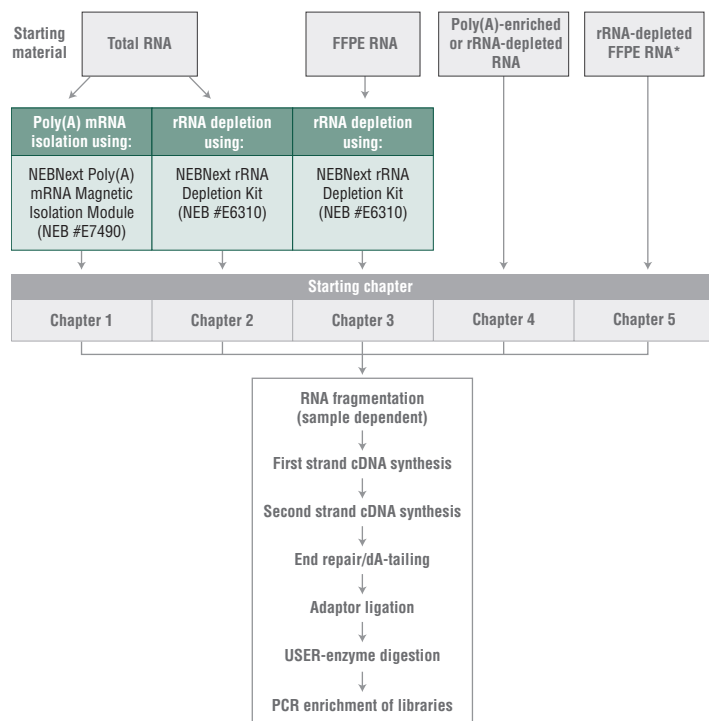 Starting
material
Total RNA
FFPE RNA
Poly(A)-enriched
or rRNA-depleted
RNA
rRNA-depleted
FFPE RNA*
Poly(A) mRNA
isolation using:
NEBNext Poly(A)
mRNA Magnetic
Isolation Module
(NEB #E7490)
rRNA depletion
using:
NEBNext rRNA
Depletion Kit
(NEB #E6310)
rRNA depletion
using:
NEBNext rRNA
Depletion Kit
(NEB #E6310)
Starting chapter
Chapter 1
Chapter 2
Chapter 3
Chapter 4
Chapter 5
RNA fragmentation
(sample dependent)
First strand cDNA synthesis
Second strand cDNA synthesis
End repair/dA-tailing
Adaptor ligation
USER-enzyme digestion
PCR enrichment of libraries